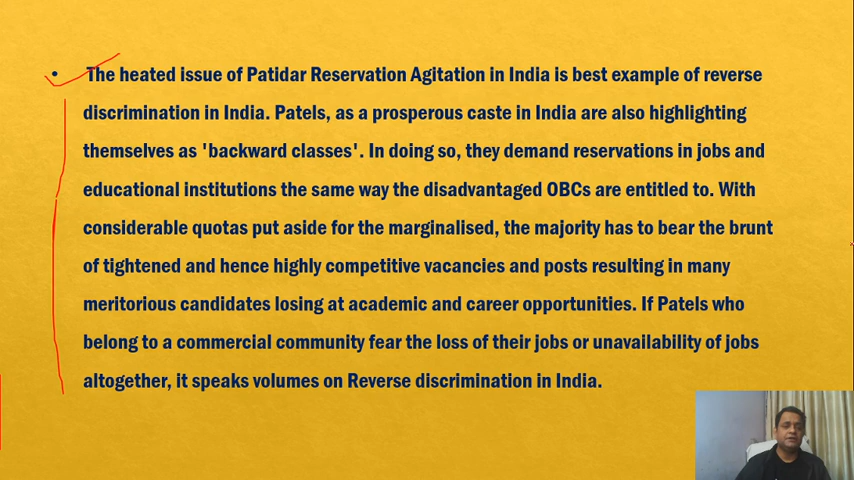 • The heated issue of Patidar Reservation Agitation in India is best example of reverse
discrimination in India. Patels, as a prosperous caste in India are also highlighting
themselves as 'backward classes'. In doing so, they demand reservations in jobs and
educational institutions the same way the disadvantaged OBCs are entitled to. With
considerable quotas put aside for the marginalised, the majority has to bear the brunt
of tightened and hence highly competitive vacancies and posts resulting in many
meritorious candidates losing at academic and career opportunities. If Patels who
belong to a commercial community fear the loss of their jobs or unavailability of jobs
altogether, it speaks volumes on Reverse discrimination in India.